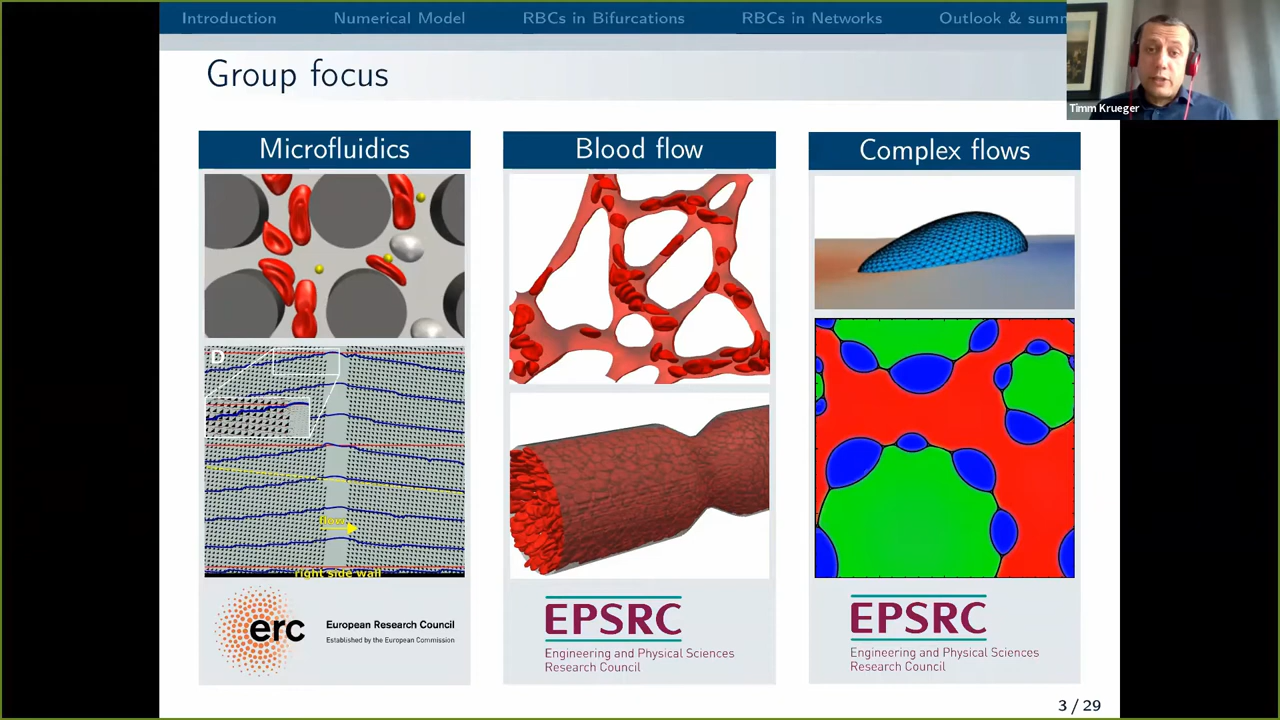 Introduction
Numerical Model
RBCs in Bifurcations
RBCs in Networks
Outlook & summ
Timm Krueger
Group focus
Microfluidics
Blood flow
Complex flows
D
flow
right side wall
erc
European Research Council
Established by the European Commission
EPSRC
Engineering and Physical Sciences
Research Council
EPSRC
Engineering and Physical Sciences
Research Council
3 / 29